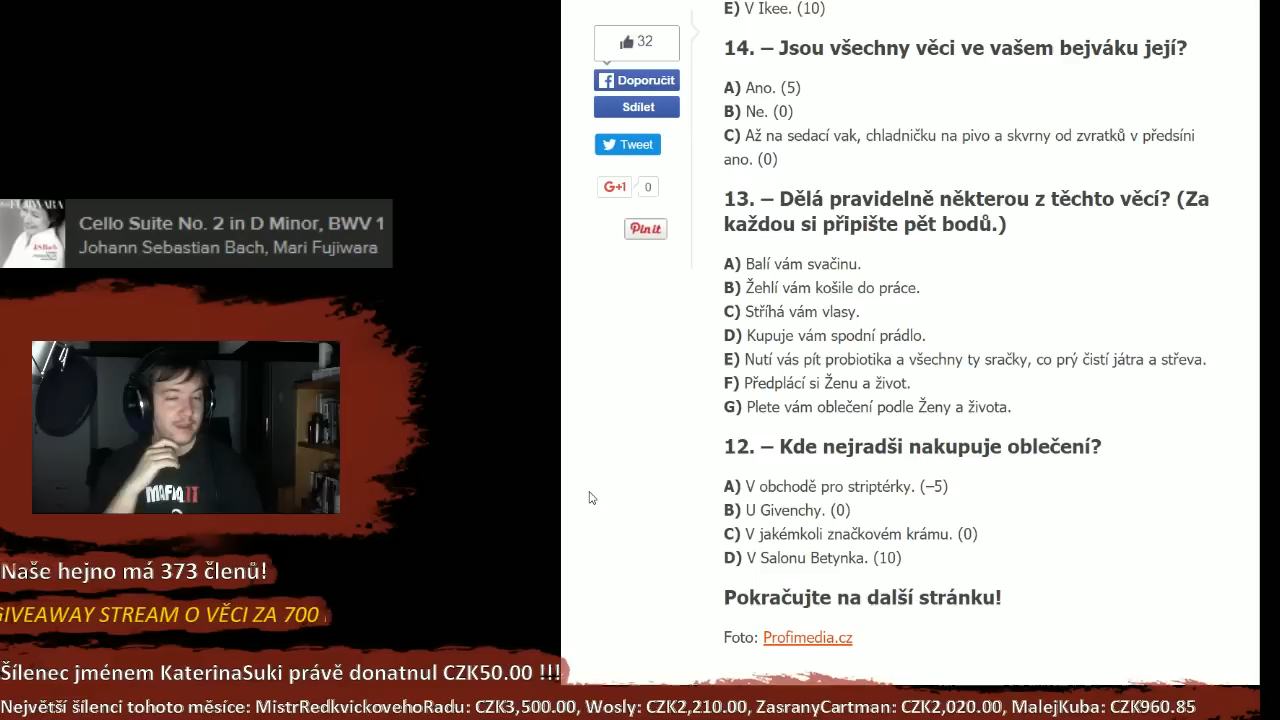 E) V Ikee. (10)
14. – Jsou všechny věci ve vašem bejváku její?
A) Ano. (5)
B) Ne. (0)
C) Až na sedací vak, chladničku na pivo a skvrny od zvratků v předsíni
ano. (0)
13. – Dělá pravidelně některou z těchto věcí? (Za
každou si připište pět bodů.)
A) Balí vám svačinu.
B) Žehlí vám košile do práce.
C) Stříhá vám vlasy.
D) Kupuje vám spodní prádlo.
E) Nutí vás pít probiotika a všechny ty sračky, co prý čistí játra a střeva.
F) Předplácí si Ženu a život.
G) Plete vám oblečení podle Ženy a života.
12. – Kde nejradši nakupuje oblečení?
A) V obchodě pro striptérky. (–5)
B) U Givenchy. (0)
C) V jakémkoli značkovém krámu. (0)
D) V Salonu Betynka. (10)
Pokračujte na další stránku!
Foto: Profimedia.cz
32
Doporučit
Sdílet
Tweet
G+1 0
Pin it
FUJIWARA
Cello Suite No. 2 in D Minor, BWV 1
Johann Sebastian Bach, Mari Fujiwara
MAFIA II
Naše hejno má 373 členů!
GIVEAWAY STREAM O VĚCI ZA 700
Šílenec jménem KaterinaSuki právě donatnul CZK50.00 !!!
Největší šílenci tohoto měsíce: MistrRedkvickovehoRadu: CZK3,500.00, Wosly: CZK2,210.00, ZasranyCartman: CZK2,020.00, MalejKuba: CZK960.85